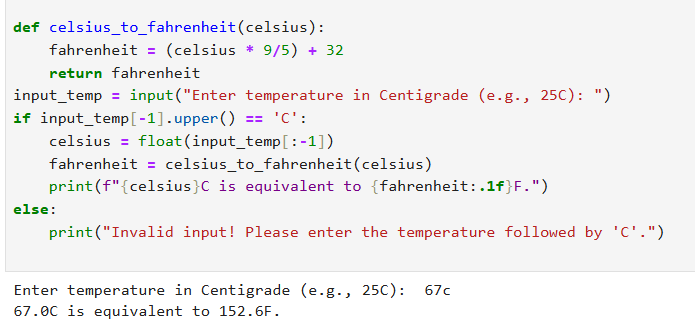 def celsius_to_fahrenheit(celsius):
    fahrenheit = (celsius * 9/5) + 32
    return fahrenheit
input_temp = input("Enter temperature in Centigrade (e.g., 25C): ")
if input_temp[-1].upper() == 'C':
    celsius = float(input_temp[:-1])
    fahrenheit = celsius_to_fahrenheit(celsius)
    print(f"{celsius}C is equivalent to {fahrenheit:.1f}F.")
else:
    print("Invalid input! Please enter the temperature followed by 'C'.")
Enter temperature in Centigrade (e.g., 25C):  67c
67.0C is equivalent to 152.6F.